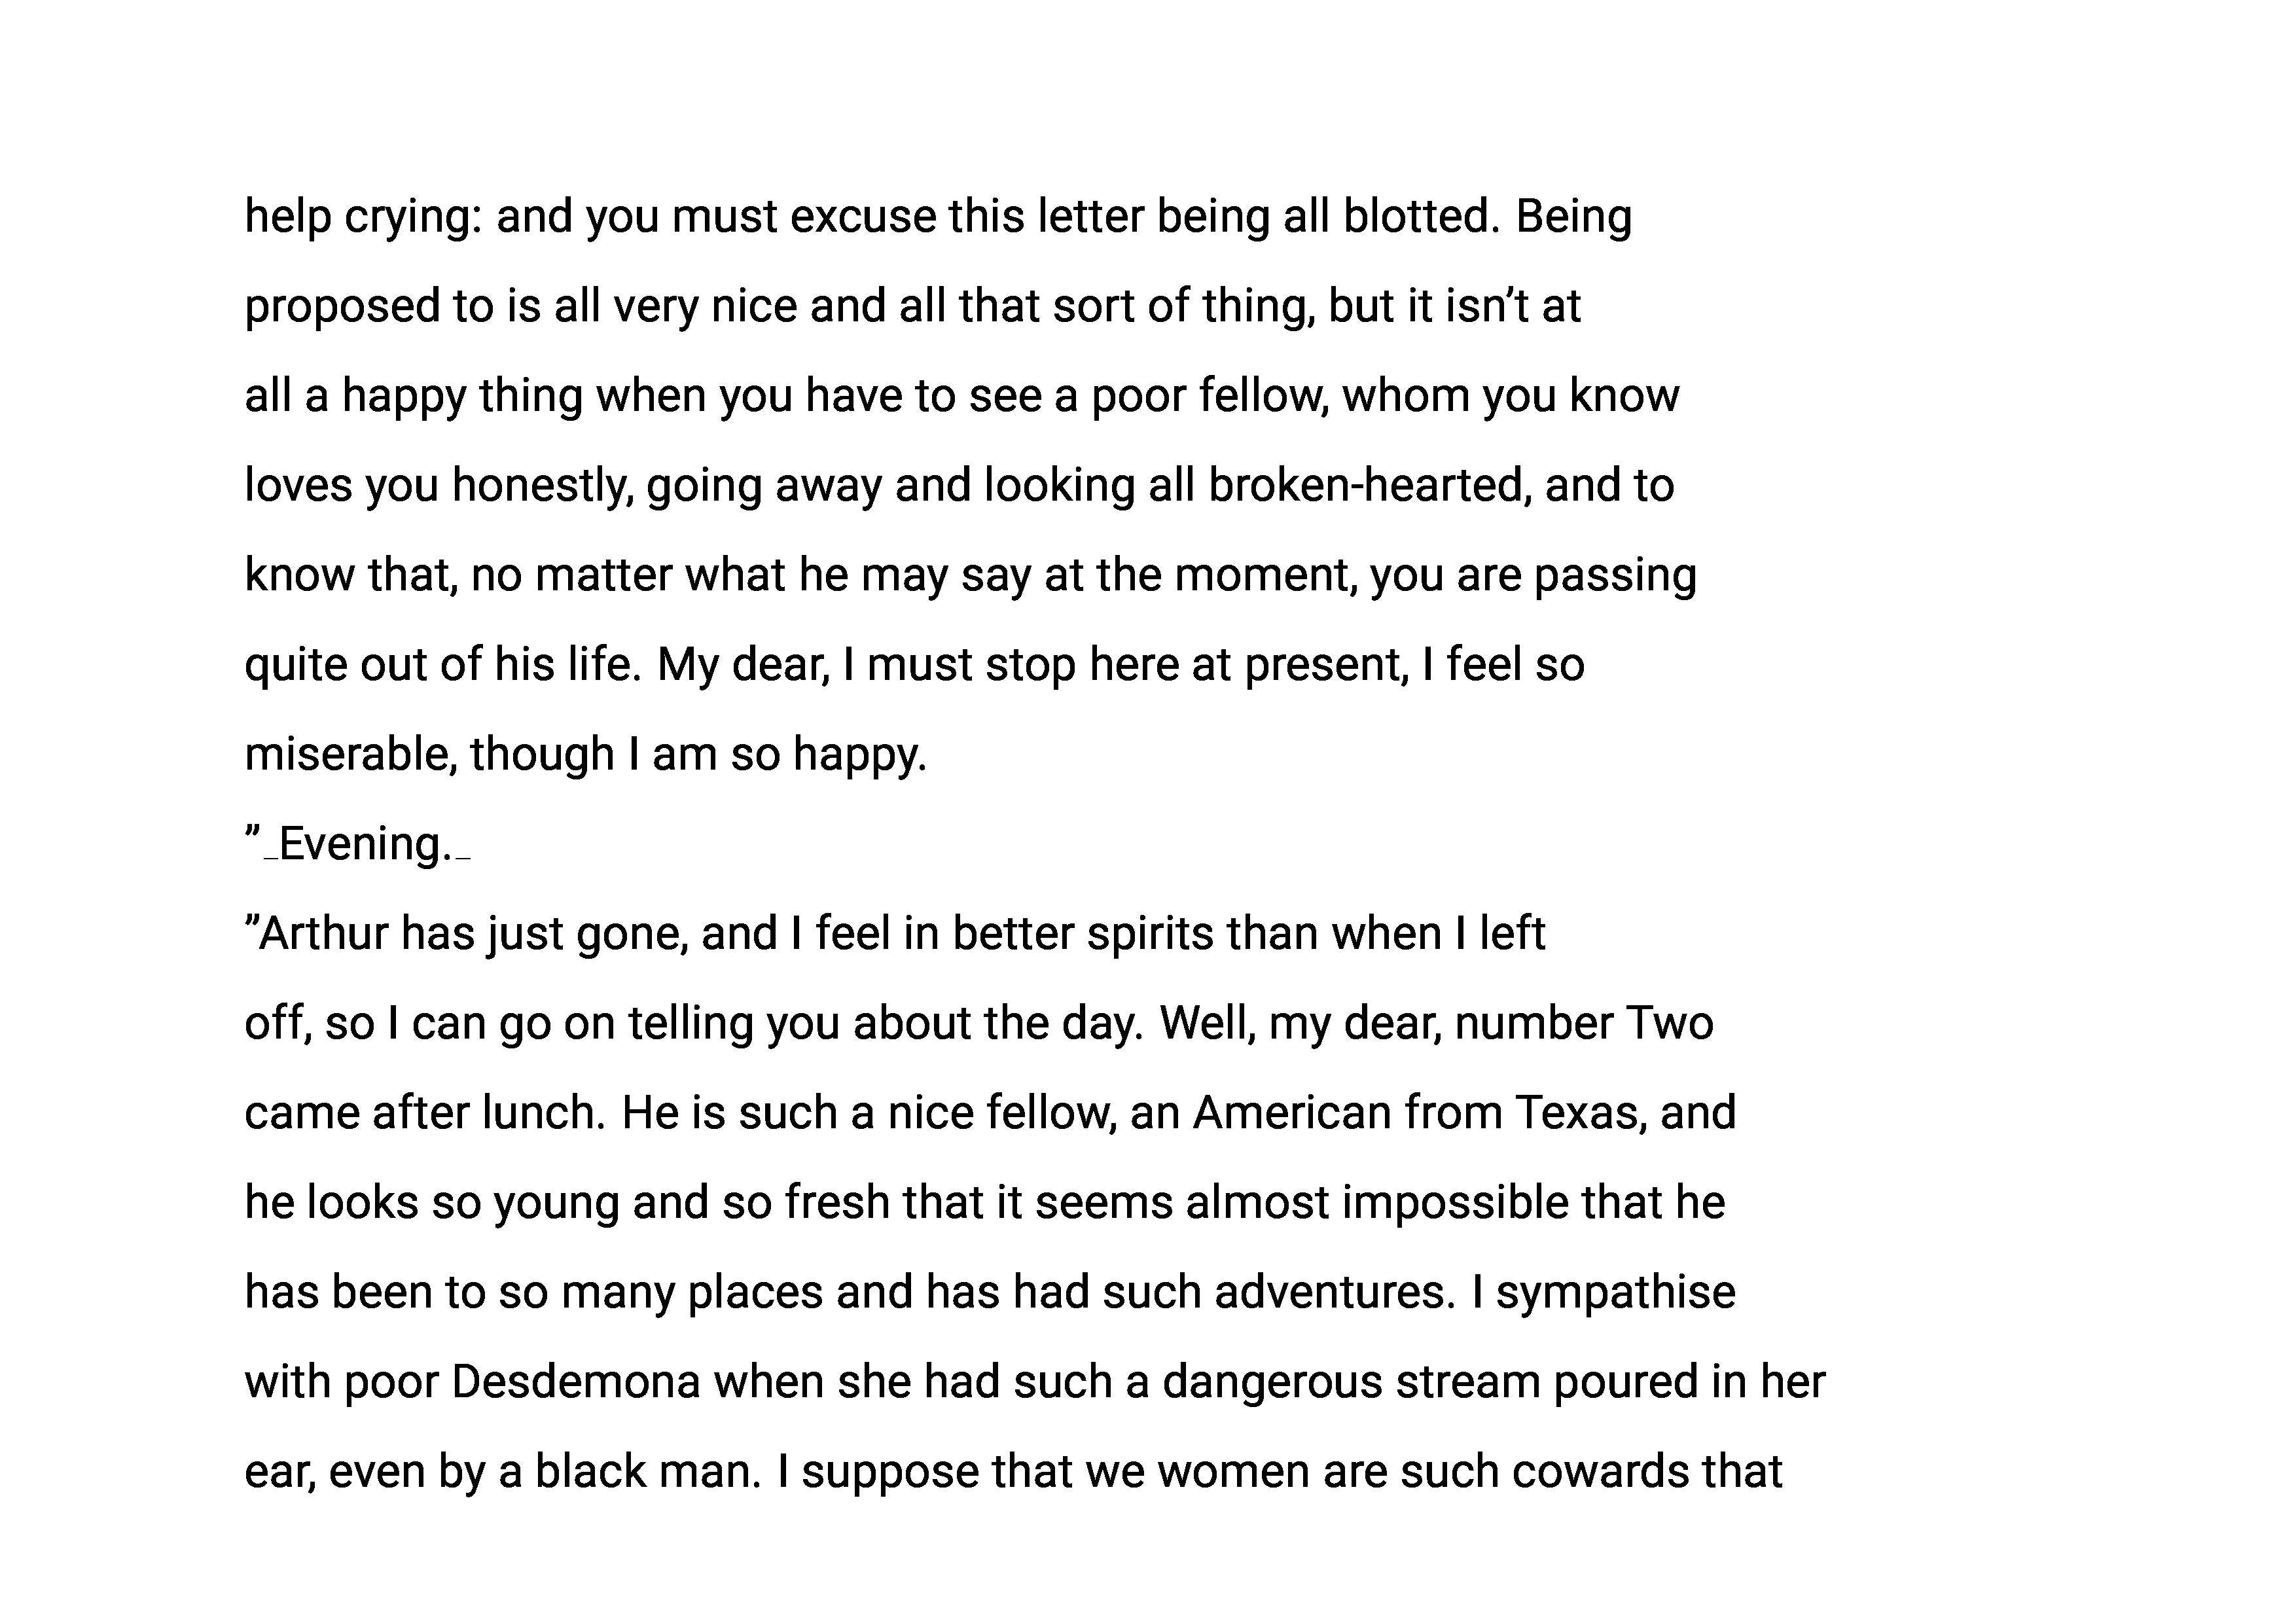 help crying: and you must excuse this letter being all blotted. Being
proposed to is all very nice and all that sort of thing, but it isn’t at
all a happy thing when you have to see a poor fellow, whom you know
loves you honestly, going away and looking all broken-hearted, and to
know that, no matter what he may say at the moment, you are passing
quite out of his life. My dear, I must stop here at present, I feel so
miserable, though I am so happy.
”_Evening._
”Arthur has just gone, and I feel in better spirits than when I left
off, so I can go on telling you about the day. Well, my dear, number Two
came after lunch. He is such a nice fellow, an American from Texas, and
he looks so young and so fresh that it seems almost impossible that he
has been to so many places and has had such adventures. I sympathise
with poor Desdemona when she had such a dangerous stream poured in her
ear, even by a black man. I suppose that we women are such cowards that